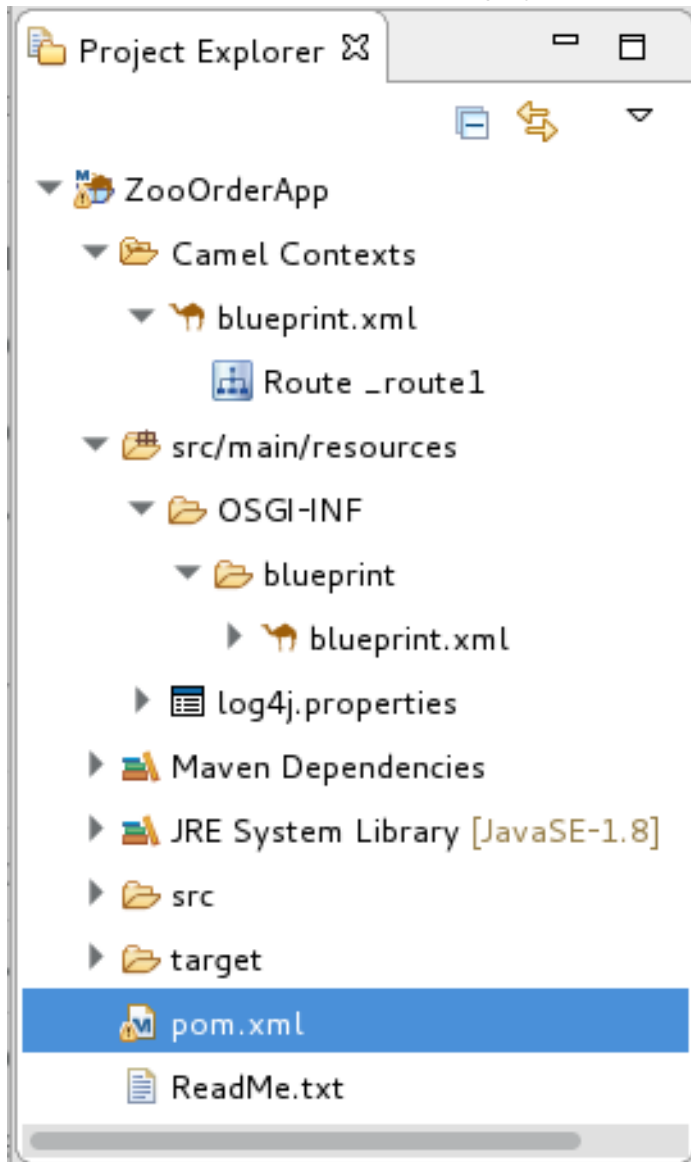 Project Explorer
ZooOrderApp
Camel Contexts
blueprint.xml
Route _route1
src/main/resources
OSGI-INF
blueprint
blueprint.xml
log4j.properties
Maven Dependencies
JRE System Library [JavaSE-1.8]
src
target
pom.xml
ReadMe.txt